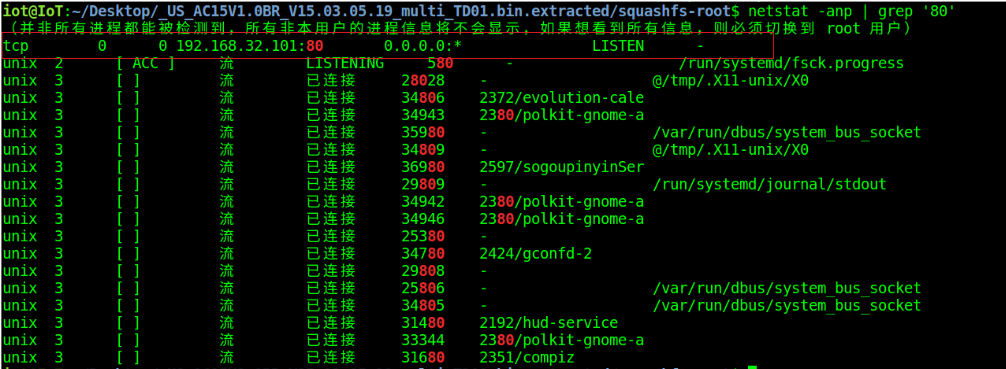 iot@IoT:~/Desktop/_US_AC15V1.0BR_V15.03.05.19_multi_TD01.bin.extracted/squashfs-root$ netstat -anp | grep '80'
（并非所有进程都能被检测到，所有非本用户的进程信息将不会显示，如果想看到所有信息，则必须切换到 root 用户）
tcp 0 0 192.168.32.101:80 0.0.0.0:* LISTEN -
unix 2 [ ACC ] 流 LISTENING 580 - /run/systemd/fsck.progress
unix 3 [ ] 流 已连接 28028 - @/tmp/.X11-unix/X0
unix 3 [ ] 流 已连接 34806 2372/evolution-cale
unix 3 [ ] 流 已连接 34943 2380/polkit-gnome-a
unix 3 [ ] 流 已连接 35980 - /var/run/dbus/system_bus_socket
unix 3 [ ] 流 已连接 34809 - @/tmp/.X11-unix/X0
unix 3 [ ] 流 已连接 36980 2597/sogoupinyinSer
unix 3 [ ] 流 已连接 29809 - /run/systemd/journal/stdout
unix 3 [ ] 流 已连接 34942 2380/polkit-gnome-a
unix 3 [ ] 流 已连接 34946 2380/polkit-gnome-a
unix 3 [ ] 流 已连接 25380 -
unix 3 [ ] 流 已连接 34780 2424/gconfd-2
unix 3 [ ] 流 已连接 29808 -
unix 3 [ ] 流 已连接 25806 - /var/run/dbus/system_bus_socket
unix 3 [ ] 流 已连接 34805 - /var/run/dbus/system_bus_socket
unix 3 [ ] 流 已连接 31480 2192/hud-service
unix 3 [ ] 流 已连接 33344 2380/polkit-gnome-a
unix 3 [ ] 流 已连接 31680 2351/compiz